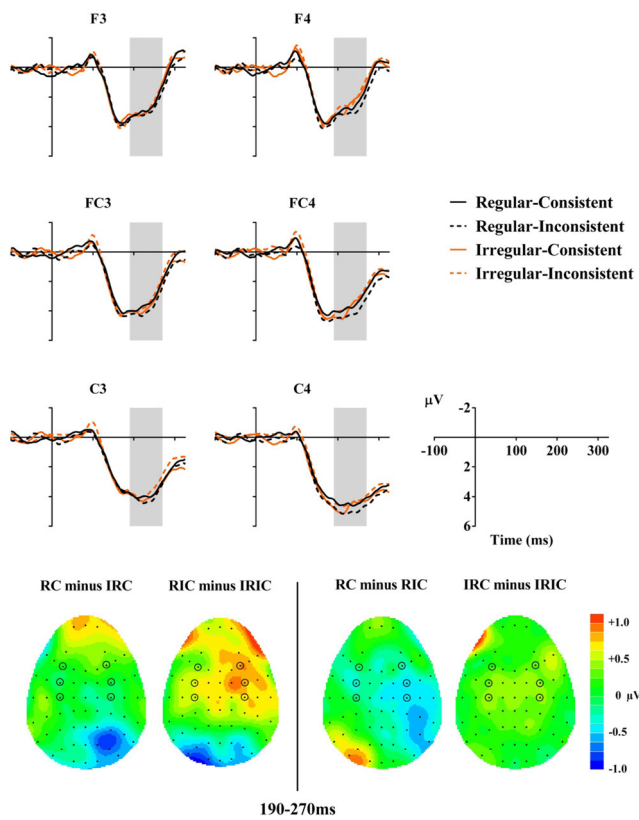 F3 F4
FC3 FC4
Regular-Consistent
Regular-Inconsistent
Irregular-Consistent
Irregular-Inconsistent
C3 C4
µV -2
-100 100 200 300
2
4
6
Time (ms)
RC minus IRC RIC minus IRIC RC minus RIC IRC minus IRIC
+1.0
+0.5
0 µV
-0.5
-1.0
190-270ms